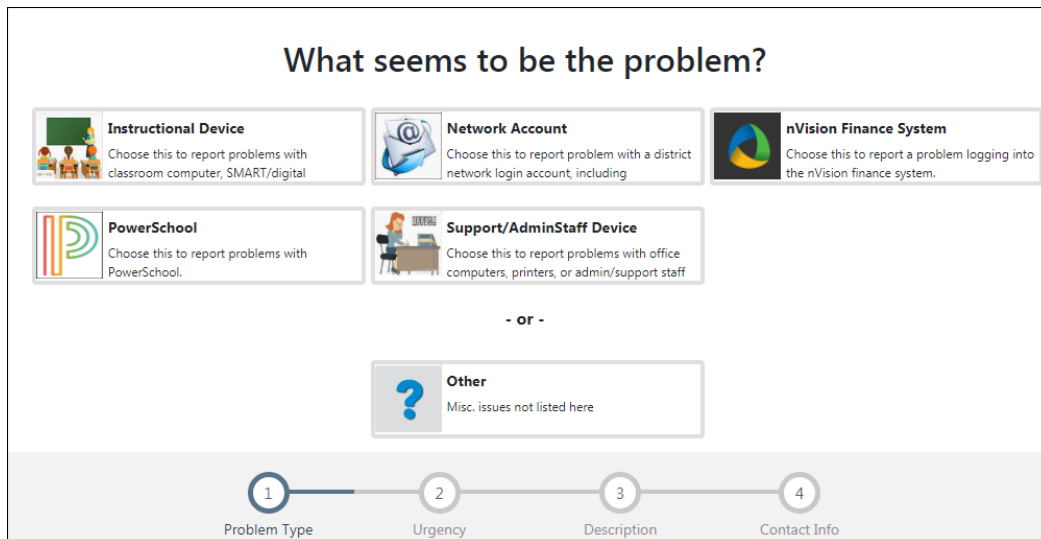 What seems to be the problem?
Instructional Device
Choose this to report problems with
classroom computer, SMART/digital
Network Account
Choose this to report problem with a district
network login account, including
nVision Finance System
Choose this to report a problem logging into
the nVision finance system.
PowerSchool
Choose this to report problems with
PowerSchool.
Support/AdminStaff Device
Choose this to report problems with office
computers, printers, or admin/support staff
- or -
Other
Misc. issues not listed here
1
2
3
4
Problem Type
Urgency
Description
Contact Info